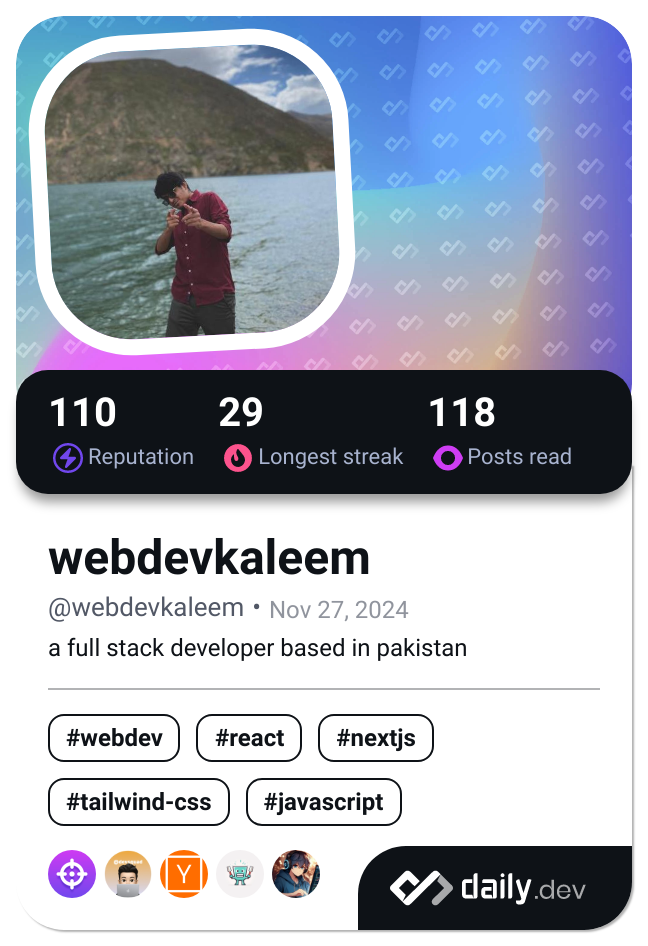 110 29 118
Reputation Longest streak Posts read
webdevkaleem
@webdevkaleem • Nov 27, 2024
a full stack developer based in pakistan
#webdev #react #nextjs
#tailwind-css #javascript
Y
daily.dev